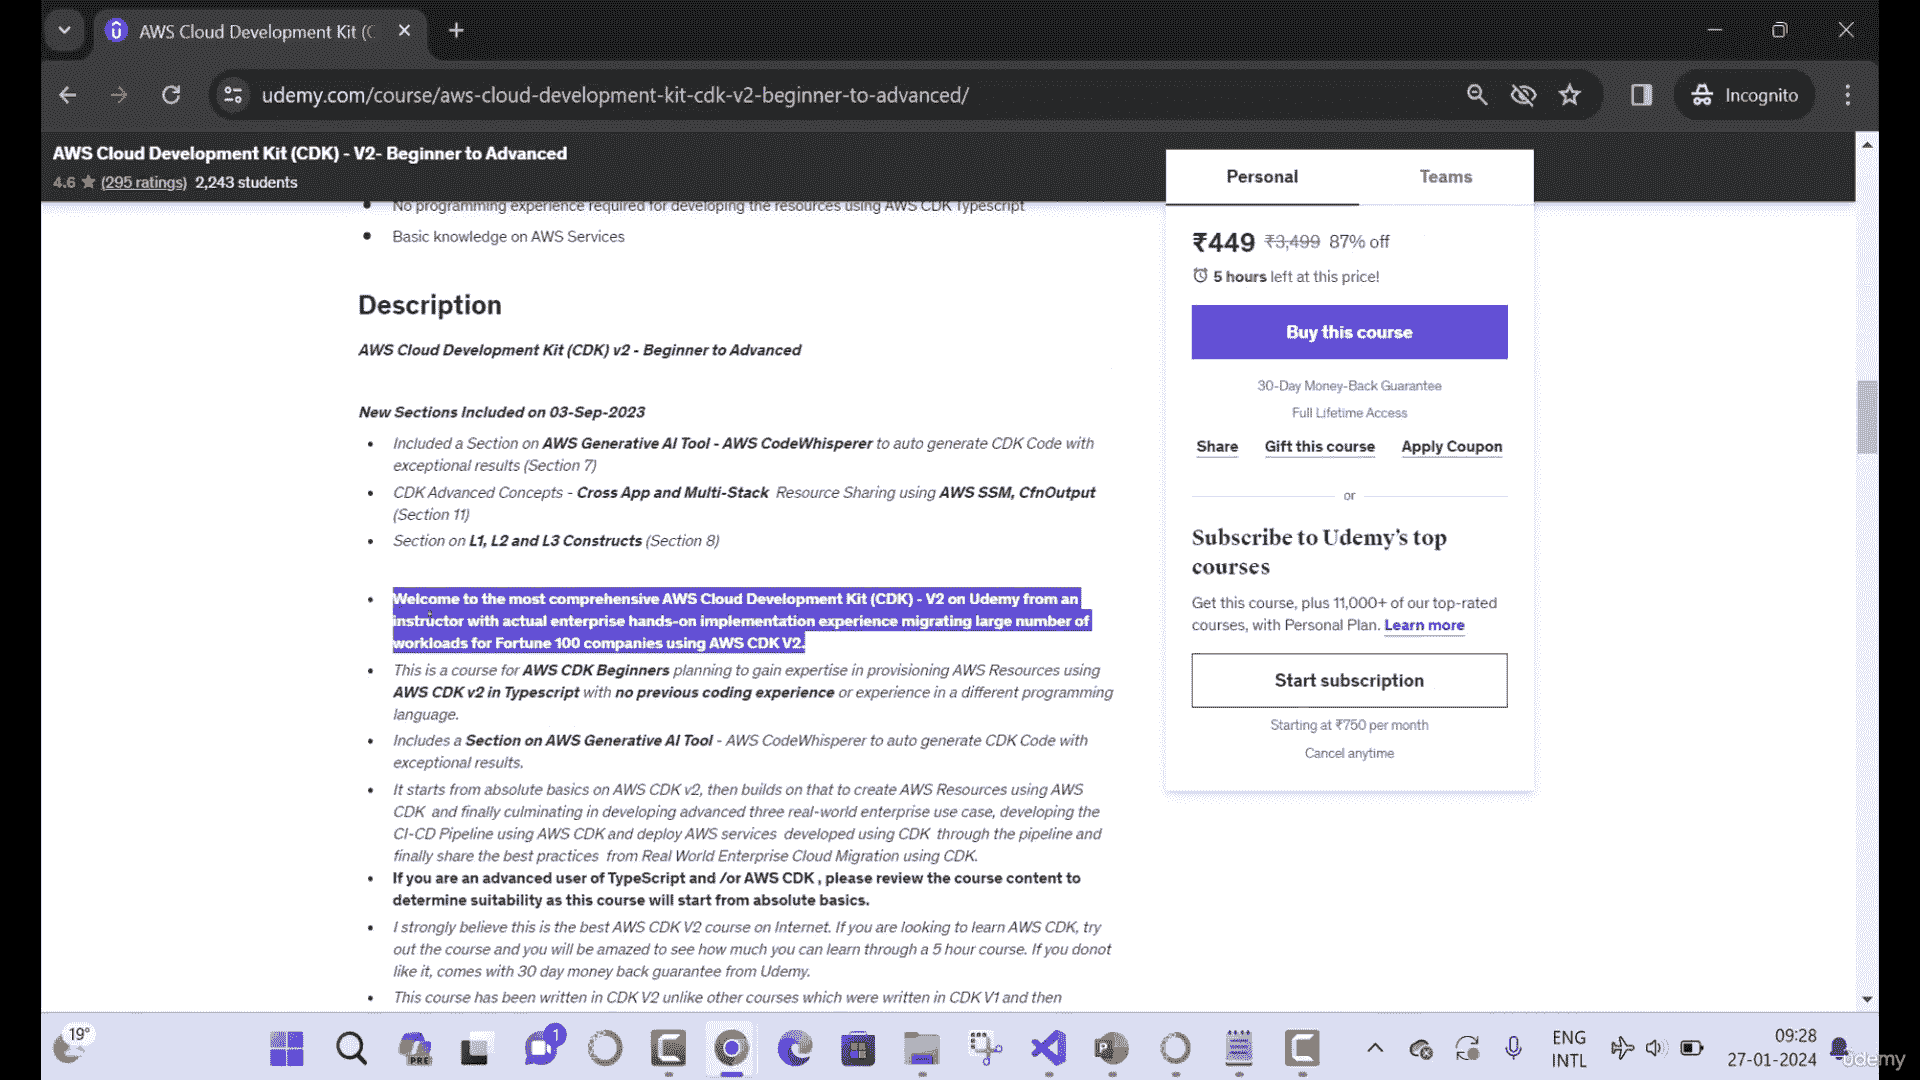 AWS Cloud Development Kit (C
udemy.com/course/aws-cloud-development-kit-cdk-v2-beginner-to-advanced/
Incognito
AWS Cloud Development Kit (CDK) - V2- Beginner to Advanced
4.6 ★ (295 ratings) 2,243 students
No programming experience required for developing the resources using AWS CDK Typescript
Basic knowledge on AWS Services
Description
AWS Cloud Development Kit (CDK) v2 - Beginner to Advanced
New Sections Included on 03-Sep-2023
Included a Section on AWS Generative AI Tool - AWS CodeWhisperer to auto generate CDK Code with
exceptional results (Section 7)
CDK Advanced Concepts - Cross App and Multi-Stack Resource Sharing using AWS SSM, CfnOutput
(Section 11)
Section on L1, L2 and L3 Constructs (Section 8)
Welcome to the most comprehensive AWS Cloud Development Kit (CDK) - V2 on Udemy from an
instructor with actual enterprise hands-on implementation experience migrating large number of
workloads for Fortune 100 companies using AWS CDK V2.
This is a course for AWS CDK Beginners planning to gain expertise in provisioning AWS Resources using
AWS CDK v2 in Typescript with no previous coding experience or experience in a different programming
language.
Includes a Section on AWS Generative AI Tool - AWS CodeWhisperer to auto generate CDK Code with
exceptional results.
It starts from absolute basics on AWS CDK v2, then builds on that to create AWS Resources using AWS
CDK and finally culminating in developing advanced three real-world enterprise use case, developing the
CI-CD Pipeline using AWS CDK and deploy AWS services developed using CDK through the pipeline and
finally share the best practices from Real World Enterprise Cloud Migration using CDK.
If you are an advanced user of TypeScript and /or AWS CDK , please review the course content to
determine suitability as this course will start from absolute basics.
I strongly believe this is the best AWS CDK V2 course on Internet. If you are looking to learn AWS CDK, try
out the course and you will be amazed to see how much you can learn through a 5 hour course. If you donot
like it, comes with 30 day money back guarantee from Udemy.
This course has been written in CDK V2 unlike other courses which were written in CDK V1 and then
Personal
Teams
₹449 ₹3,499 87% off
5 hours left at this price!
Buy this course
30-Day Money-Back Guarantee
Full Lifetime Access
Share Gift this course Apply Coupon
or
Subscribe to Udemy's top
courses
Get this course, plus 11,000+ of our top-rated
courses, with Personal Plan. Learn more
Start subscription
Starting at ₹750 per month
Cancel anytime
19°
PRE
1
ENG
INTL
09:28
27-01-2024
udemy